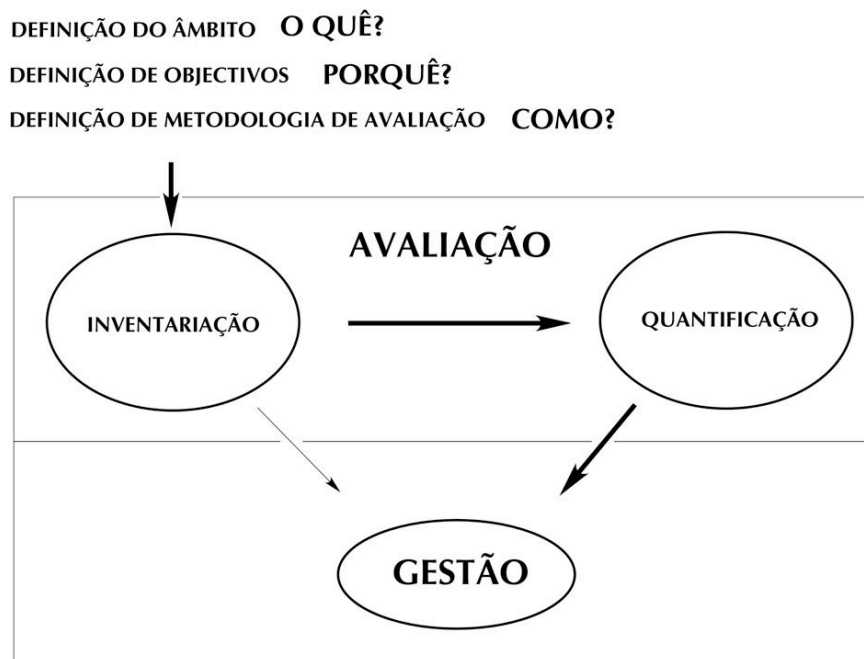 DEFINIÇÃO DO ÂMBITO O QUÊ?
DEFINIÇÃO DE OBJECTIVOS PORQUÊ?
DEFINIÇÃO DE METODOLOGIA DE AVALIAÇÃO COMO?
AVALIAÇÃO
INVENTARIAÇÃO
QUANTIFICAÇÃO
GESTÃO